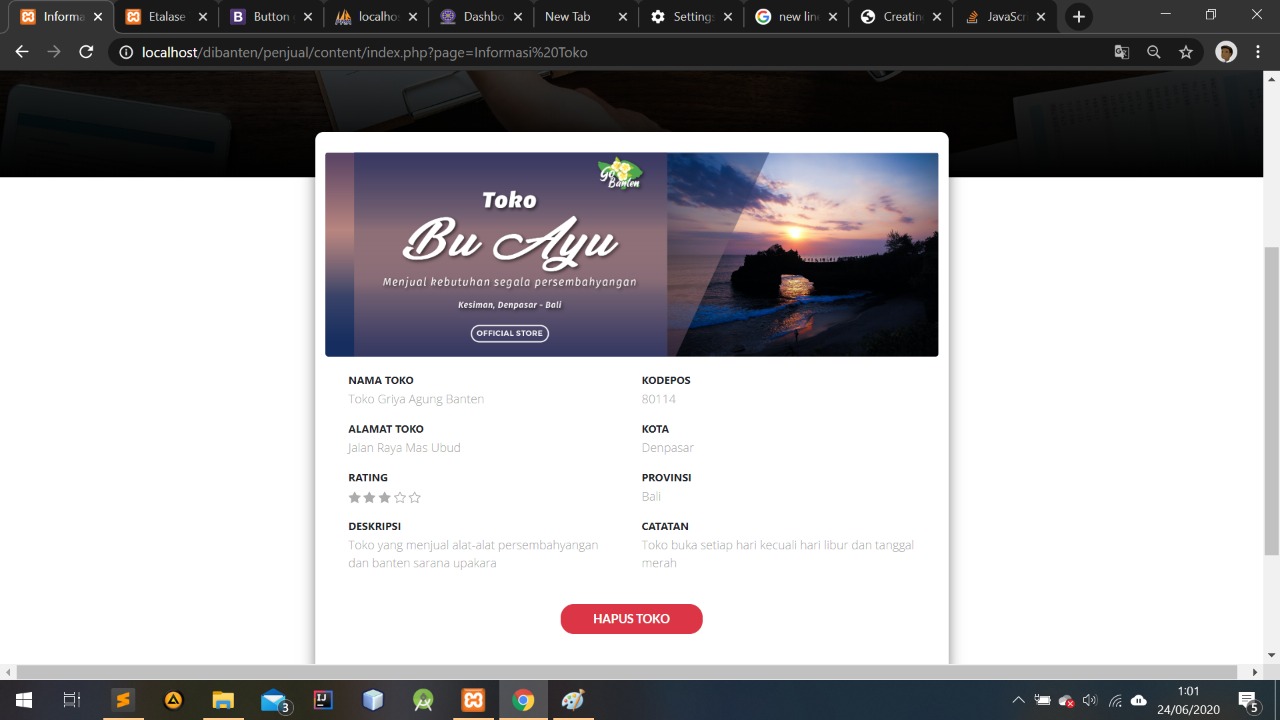 Informa
Etalase
Button
localho
Dashbo
New Tab
Setting
new line
Creatin
JavaScr
localhost/dibanten/penjual/content/index.php?page=Informasi%20Toko
Go Banten
Toko
Bu Ayu
Menjual kebutuhan segala persembahyangan
Kesiman, Denpasar - Bali
OFFICIAL STORE
NAMA TOKO
Toko Griya Agung Banten
ALAMAT TOKO
Jalan Raya Mas Ubud
RATING
DESKRIPSI
Toko yang menjual alat-alat persembahyangan
dan banten sarana upakara
KODEPOS
80114
KOTA
Denpasar
PROVINSI
Bali
CATATAN
Toko buka setiap hari kecuali hari libur dan tanggal
merah
HAPUS TOKO
3
1:01
24/06/2020
5